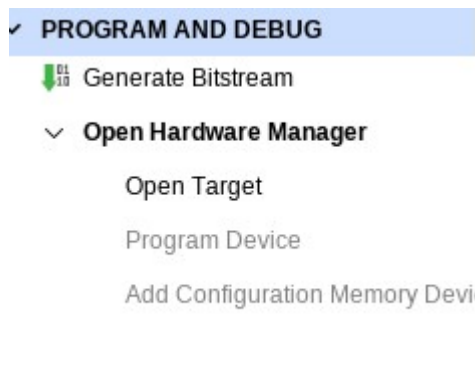 PROGRAM AND DEBUG
Generate Bitstream
Open Hardware Manager
Open Target
Program Device
Add Configuration Memory Devi